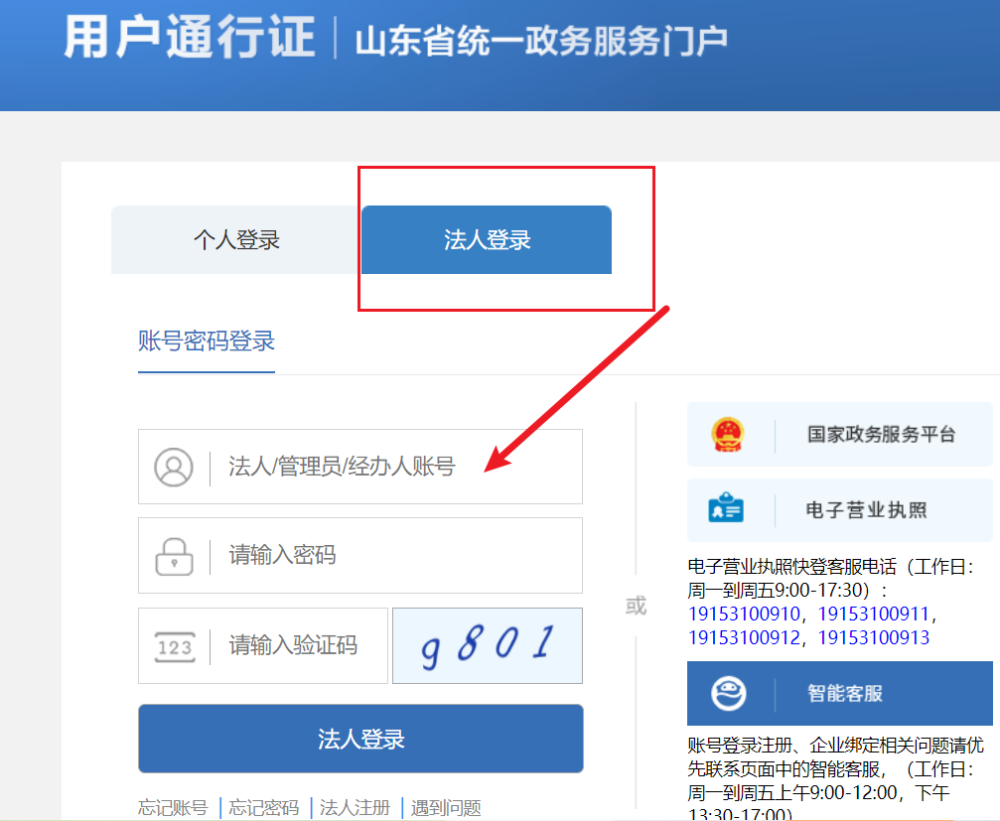 用户通行证 山东省统一政务服务门户
个人登录 法人登录
账号密码登录
法人/管理员/经办人账号
请输入密码
123 请输入验证码 g801
法人登录
忘记账号 忘记密码 法人注册 遇到问题
或
国家政务服务平台
电子营业执照
电子营业执照快登客服电话（工作日：
周一到周五9:00-17:30）：
19153100910，19153100911，
19153100912，19153100913
智能客服
账号登录注册、企业绑定相关问题请优
先联系页面中的智能客服，（工作日：
周一到周五上午9:00-12:00，下午
13:30-17:00）